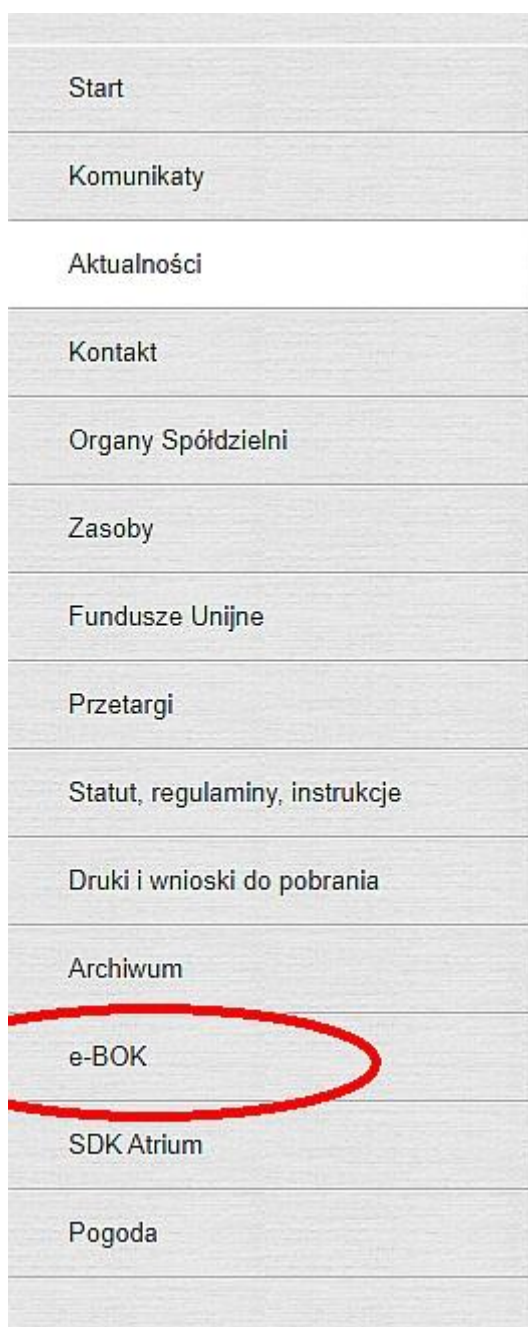 Start
Komunikaty
Aktualności
Kontakt
Organy Spółdzielni
Zasoby
Fundusze Unijne
Przetargi
Statut, regulaminy, instrukcje
Druki i wnioski do pobrania
Archiwum
e-BOK
SDK Atrium
Pogoda